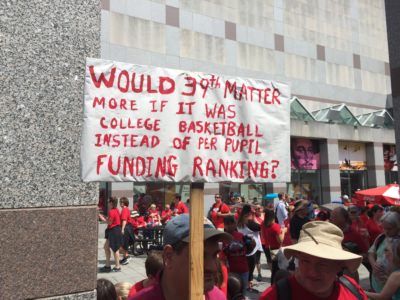 WOULD 39th MATTER
MORE IF IT WAS
COLLEGE BASKETBALL
INSTEAD OF PER PUPIL
FUNDING RANKING?